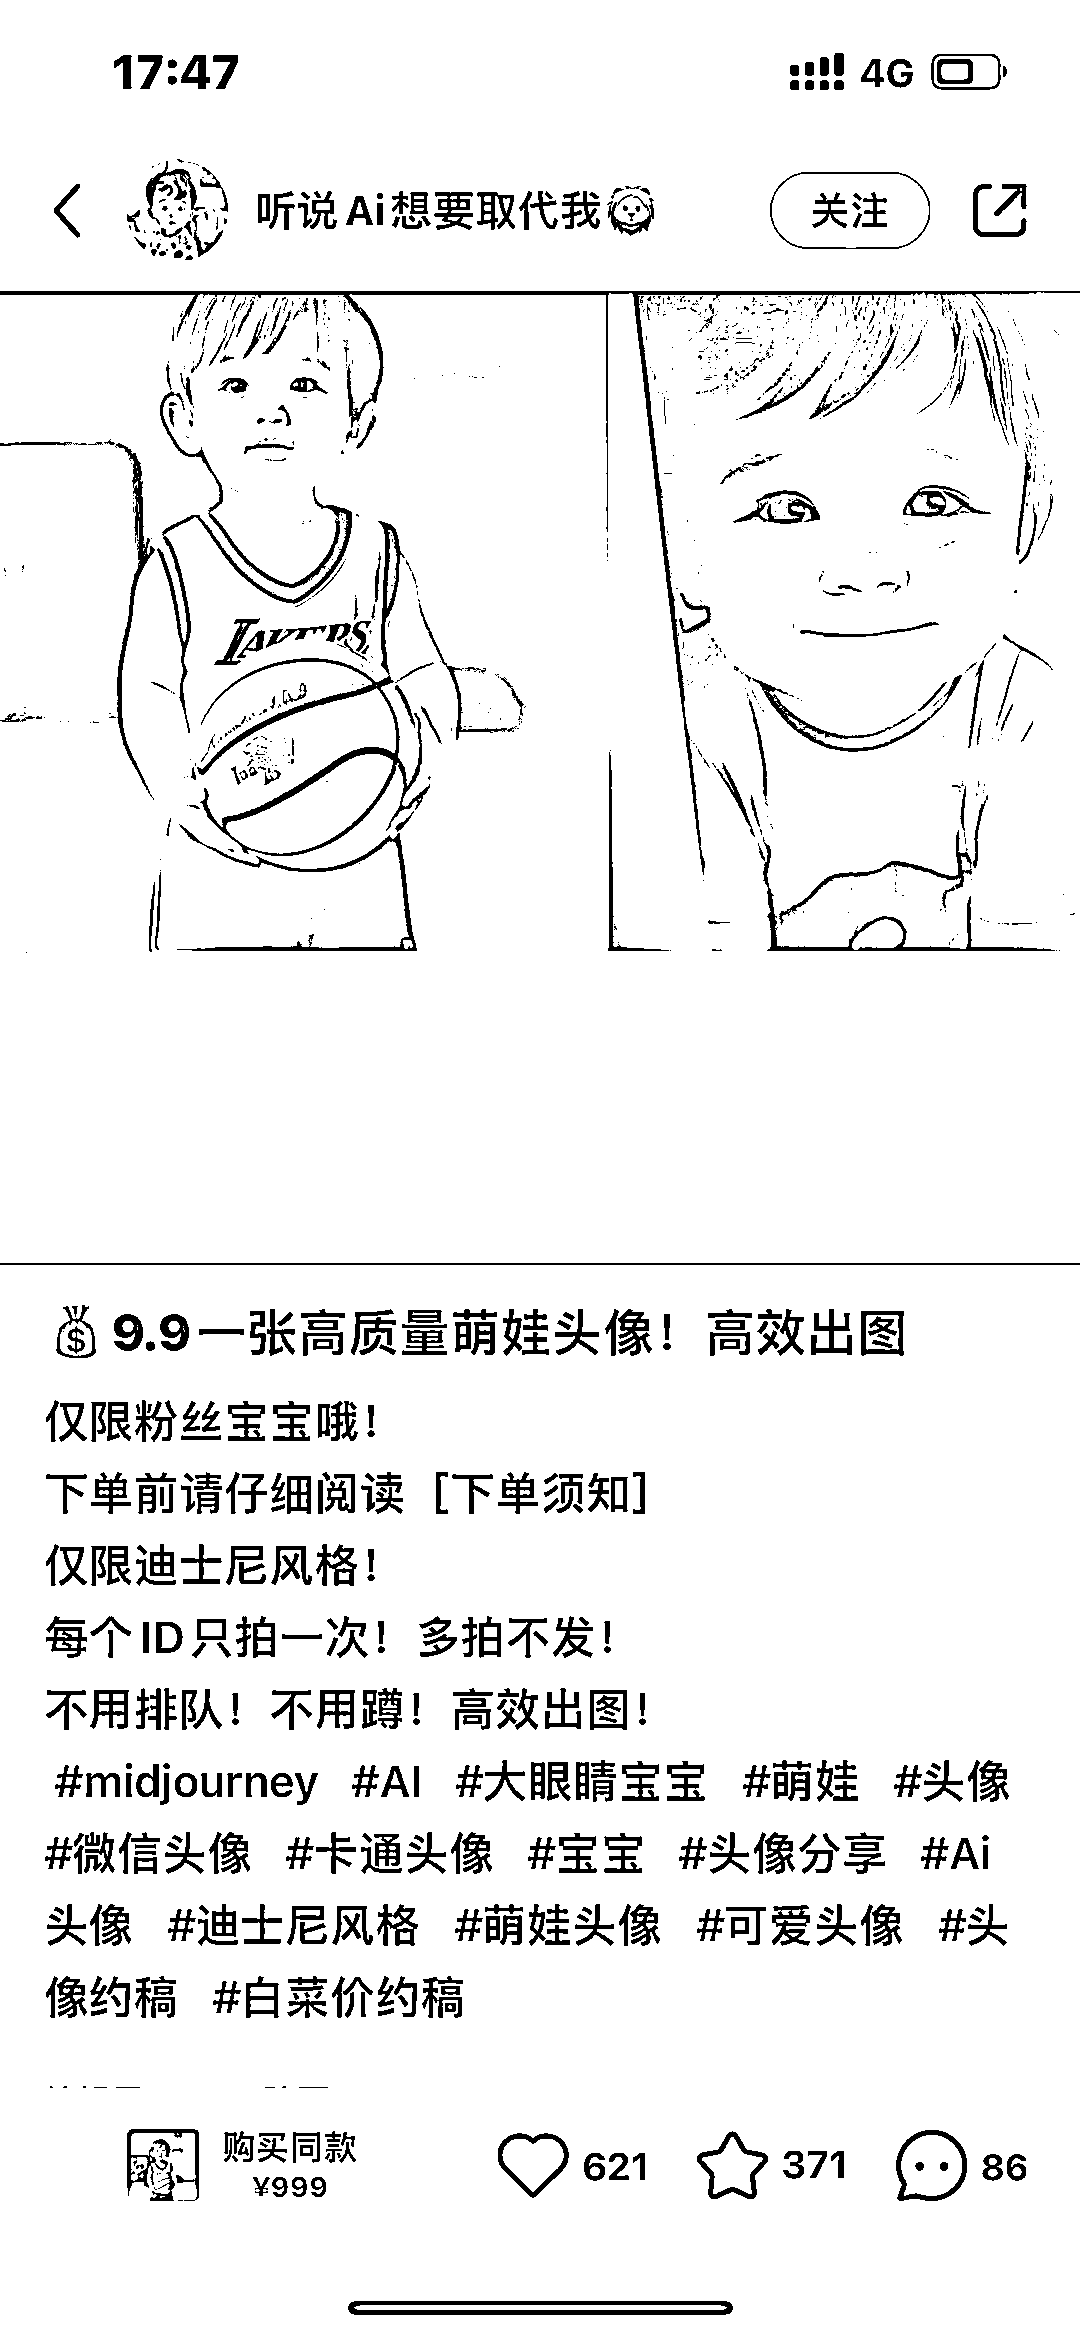 17:47 4G
听说Ai想要取代我🦁 关注
LAKERS
💰9.9一张高质量萌娃头像！高效出图
仅限粉丝宝宝哦！
下单前请仔细阅读［下单须知］
仅限迪士尼风格！
每个ID只拍一次！多拍不发！
不用排队！不用蹲！高效出图！
#midjourney #AI #大眼睛宝宝 #萌娃 #头像
#微信头像 #卡通头像 #宝宝 #头像分享 #Ai
头像 #迪士尼风格 #萌娃头像 #可爱头像 #头
像约稿 #白菜价约稿
购买同款
¥999
621 371 86